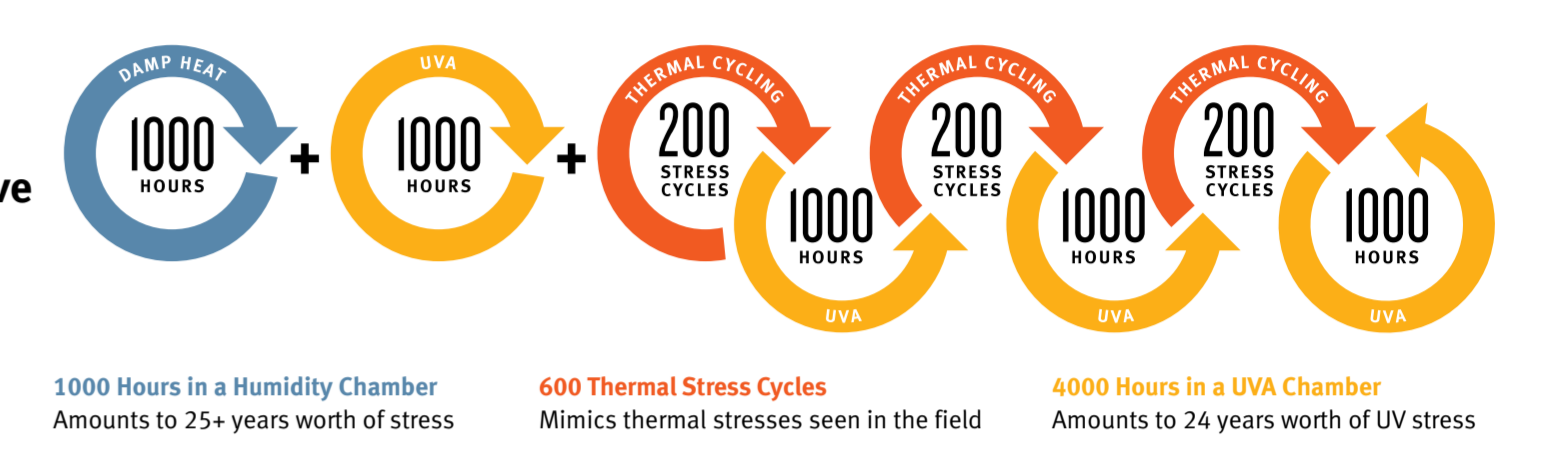 DAMP HEAT
1000
HOURS
+
UVA
1000
HOURS
+
THERMAL CYCLING
200
STRESS
CYCLES
1000
HOURS
UVA
THERMAL CYCLING
200
STRESS
CYCLES
1000
HOURS
UVA
THERMAL CYCLING
200
STRESS
CYCLES
1000
HOURS
UVA
ve
1000 Hours in a Humidity Chamber
Amounts to 25+ years worth of stress
600 Thermal Stress Cycles
Mimics thermal stresses seen in the field
4000 Hours in a UVA Chamber
Amounts to 24 years worth of UV stress